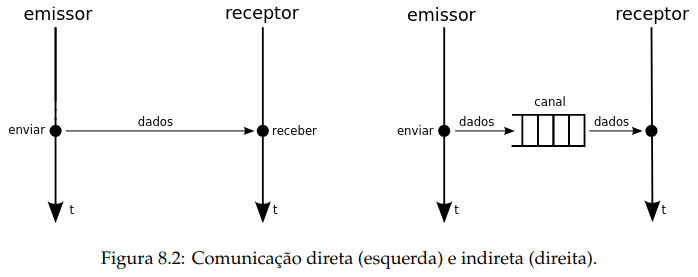 emissor receptor emissor receptor
canal
dados dados dados
enviar receber enviar
t t t t
Figura 8.2: Comunicação direta (esquerda) e indireta (direita).